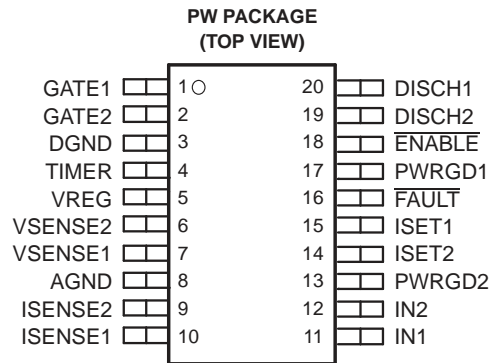 PW PACKAGE
(TOP VIEW)
GATE1 1 20 DISCH1
GATE2 2 19 DISCH2
DGND 3 18 ENABLE
TIMER 4 17 PWRGD1
VREG 5 16 FAULT
VSENSE2 6 15 ISET1
VSENSE1 7 14 ISET2
AGND 8 13 PWRGD2
ISENSE2 9 12 IN2
ISENSE1 10 11 IN1